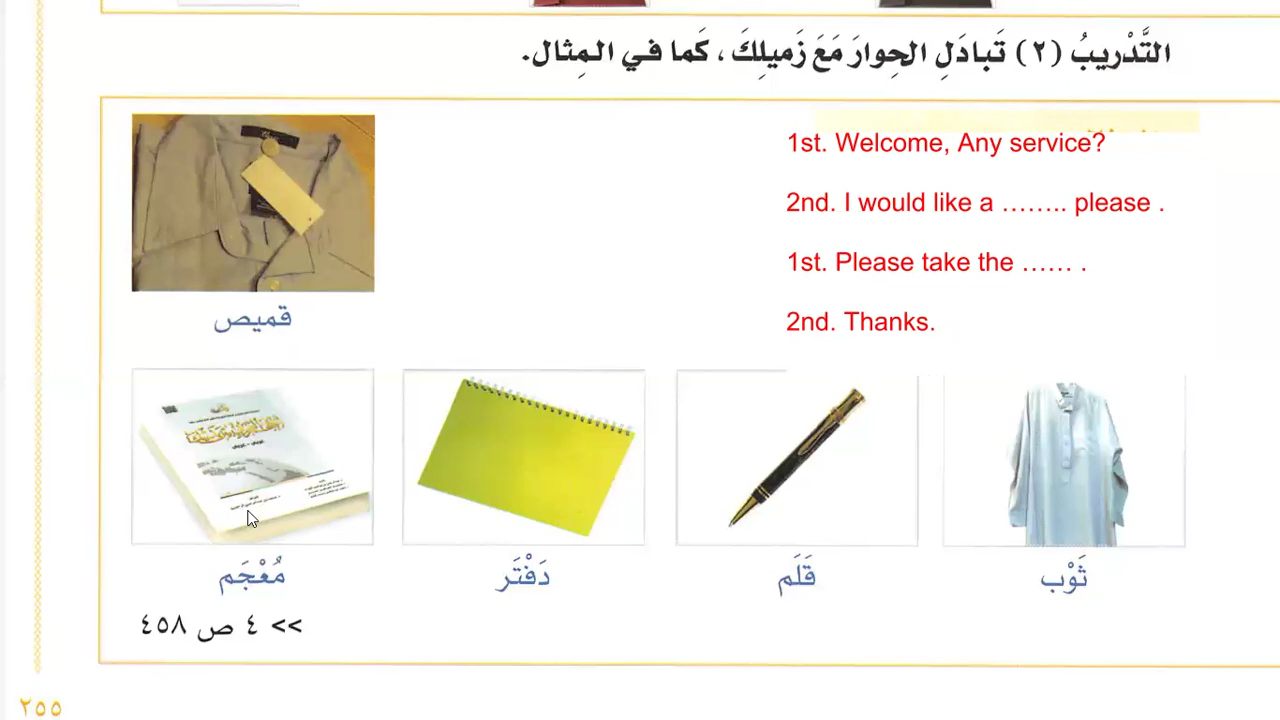 التَّدْريبُ (٢) تَبادَلِ الحِوارَ مَعَ زَميلِكَ، كَما في المِثال.
1st. Welcome, Any service?
2nd. I would like a …….. please .
1st. Please take the …… .
2nd. Thanks.
قميص
ثَوْب
قَلَم
دَفْتَر
مُعْجَم
>> ٤ ص ٤٥٨
٢٥٥